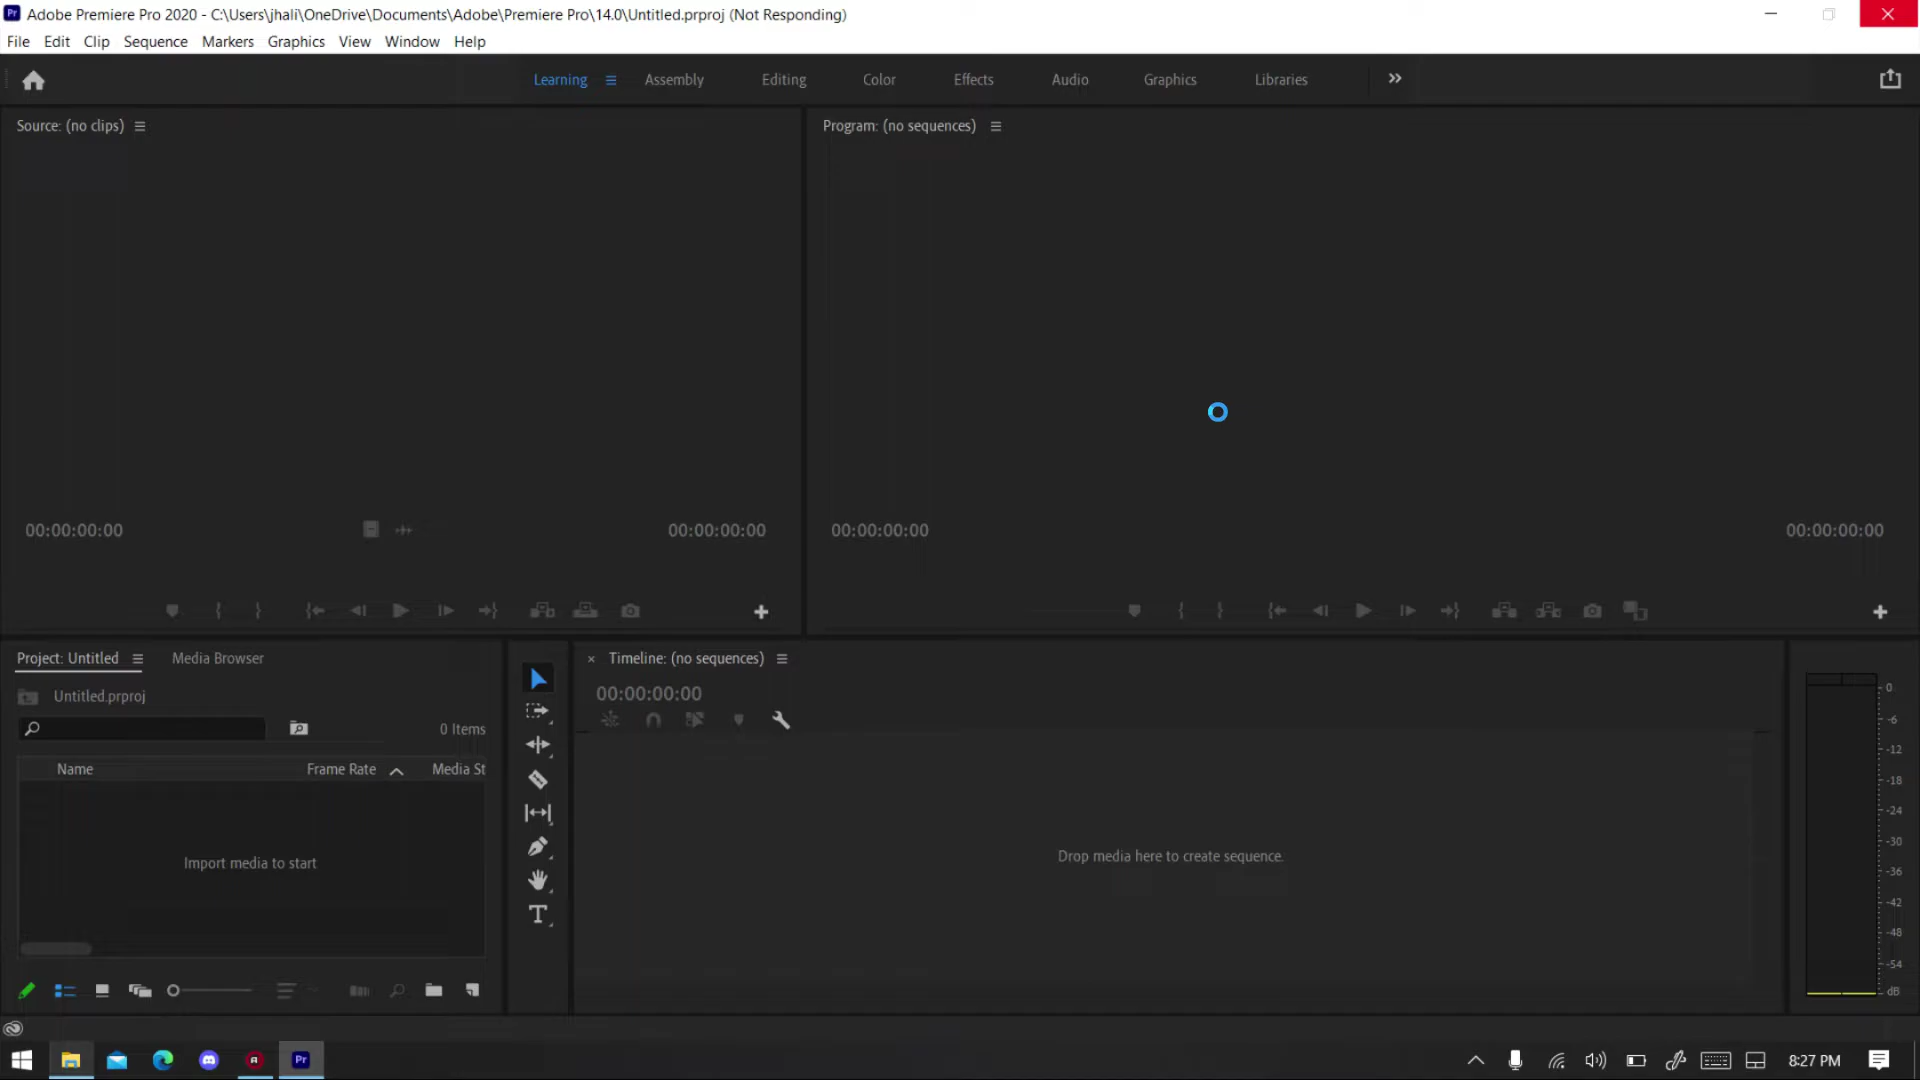 Pr Adobe Premiere Pro 2020 - C:\Users\jhali\OneDrive\Documents\Adobe\Premiere Pro\14.0\Untitled.prproj (Not Responding)
File Edit Clip Sequence Markers Graphics View Window Help
Learning Assembly Editing Color Effects Audio Graphics Libraries
Source: (no clips) Program: (no sequences)
00:00:00:00 00:00:00:00 00:00:00:00 00:00:00:00
Project: Untitled Media Browser Timeline: (no sequences)
Untitled.prproj 00:00:00:00
0 Items
Name Frame Rate Media St
Import media to start
Drop media here to create sequence.
0
-6
-12
-18
-24
-30
-36
-42
-48
-54
dB
Pr 8:27 PM